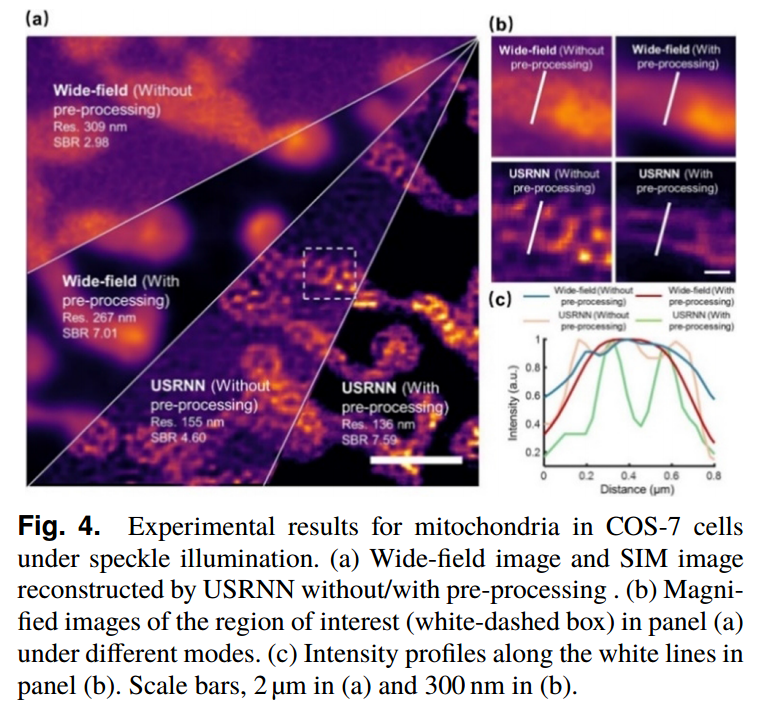 (a)
Wide-field (Without
pre-processing)
Res. 309 nm
SBR 2.98
Wide-field (With
pre-processing)
Res. 267 nm
SBR 7.01
USRNN (Without
pre-processing)
Res. 155 nm
SBR 4.60
USRNN (With
pre-processing)
Res. 136 nm
SBR 7.59
(b)
Wide-field (Without
pre-processing)
Wide-field (With
pre-processing)
USRNN (Without
pre-processing)
USRNN (With
pre-processing)
(c)
Wide-field(Without
pre-processing)
Wide-field(With
pre-processing)
USRNN (Without
pre-processing)
USRNN (With
pre-processing)
Intensity (a.u.)
1
0.8
0.6
0.4
0.2
0 0.2 0.4 0.6 0.8
Distance (μm)
Fig. 4. Experimental results for mitochondria in COS-7 cells
under speckle illumination. (a) Wide-field image and SIM image
reconstructed by USRNN without/with pre-processing . (b) Magni-
fied images of the region of interest (white-dashed box) in panel (a)
under different modes. (c) Intensity profiles along the white lines in
panel (b). Scale bars, 2 μm in (a) and 300 nm in (b).